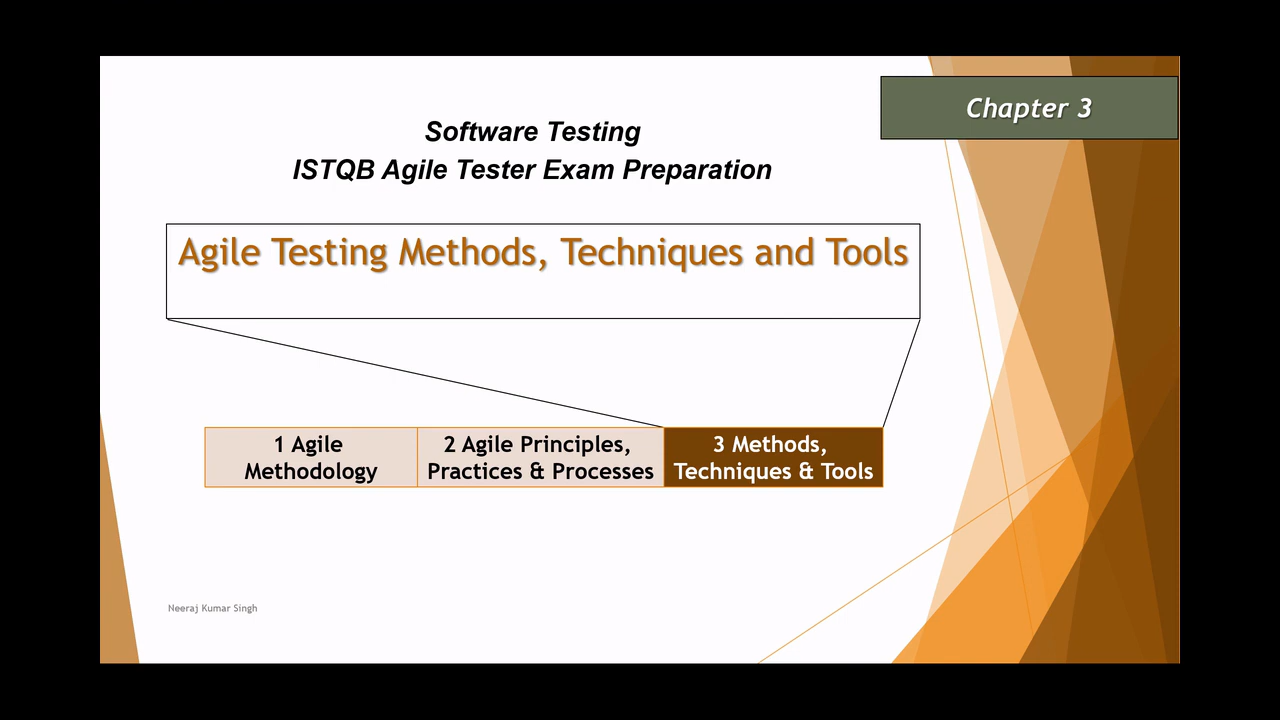 Chapter 3
Software Testing
ISTQB Agile Tester Exam Preparation
Agile Testing Methods, Techniques and Tools
1 Agile
Methodology
2 Agile Principles,
Practices & Processes
3 Methods,
Techniques & Tools
Neeraj Kumar Singh